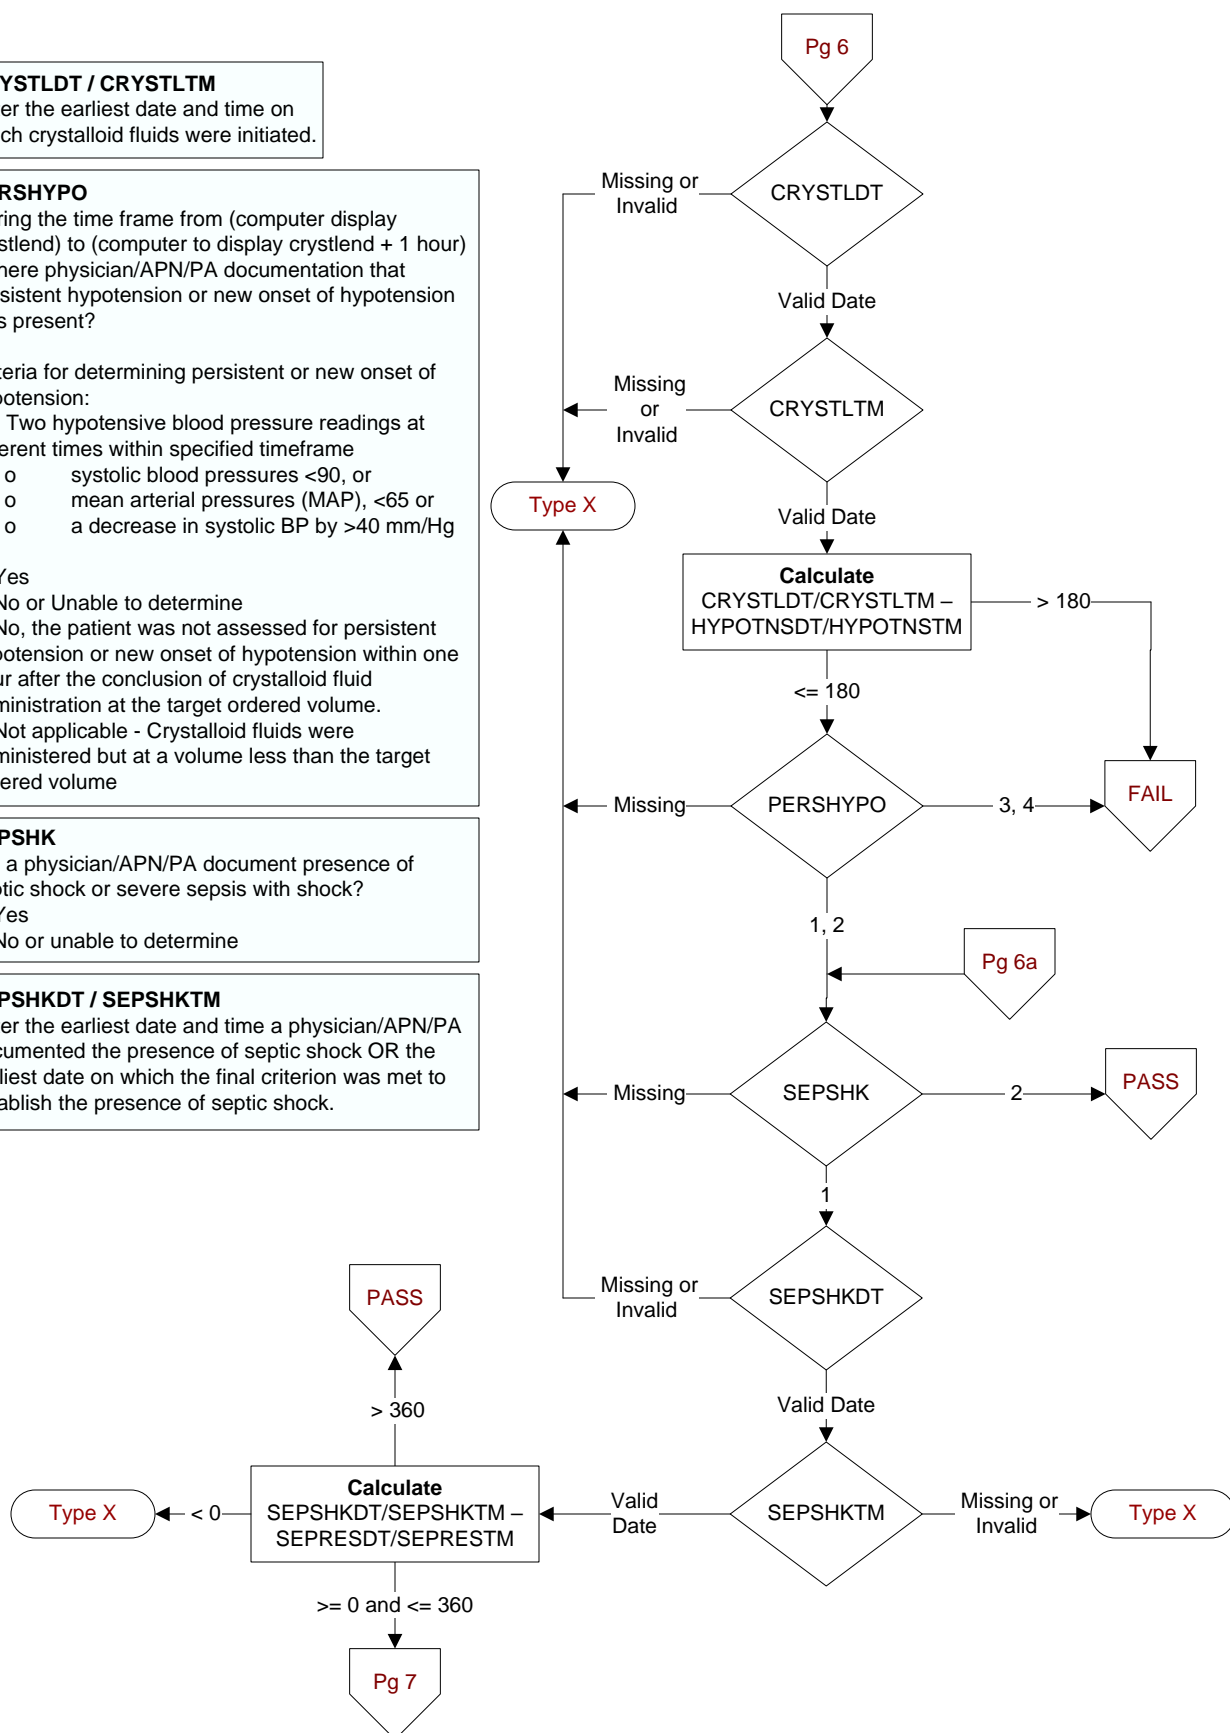 YSTLDT / CRYSTLTM
er the earliest date and time on
ch crystalloid fluids were initiated.
RSHYPO
ring the time frame from (computer display
stlend) to (computer to display crystlend + 1 hour)
here physician/APN/PA documentation that
sistent hypotension or new onset of hypotension
s present?
teria for determining persistent or new onset of
otension:
Two hypotensive blood pressure readings at
erent times within specified timeframe
o systolic blood pressures <90, or
o mean arterial pressures (MAP), <65 or
o a decrease in systolic BP by >40 mm/Hg
Yes
No or Unable to determine
No, the patient was not assessed for persistent
otension or new onset of hypotension within one
ur after the conclusion of crystalloid fluid
ministration at the target ordered volume.
Not applicable - Crystalloid fluids were
ministered but at a volume less than the target
ered volume
PSHK
a physician/APN/PA document presence of
tic shock or severe sepsis with shock?
Yes
No or unable to determine
PSHKDT / SEPSHKTM
er the earliest date and time a physician/APN/PA
cumented the presence of septic shock OR the
liest date on which the final criterion was met to
ablish the presence of septic shock.
Pg 6
CRYSTLDT
Missing or
Invalid
Valid Date
CRYSTLTM
Missing
or
Invalid
Type X
Valid Date
Calculate
CRYSTLDT/CRYSTLTM –
HYPOTNSDT/HYPOTNSTM
> 180
<= 180
PERSHYPO
Missing
3, 4
FAIL
1, 2
Pg 6a
SEPSHK
Missing
2
PASS
1
SEPSHKDT
Missing or
Invalid
Valid Date
SEPSHKTM
Missing or
Invalid
Type X
Valid
Date
Calculate
SEPSHKDT/SEPSHKTM –
SEPRESDT/SEPRESTM
> 360
PASS
< 0
Type X
>= 0 and <= 360
Pg 7